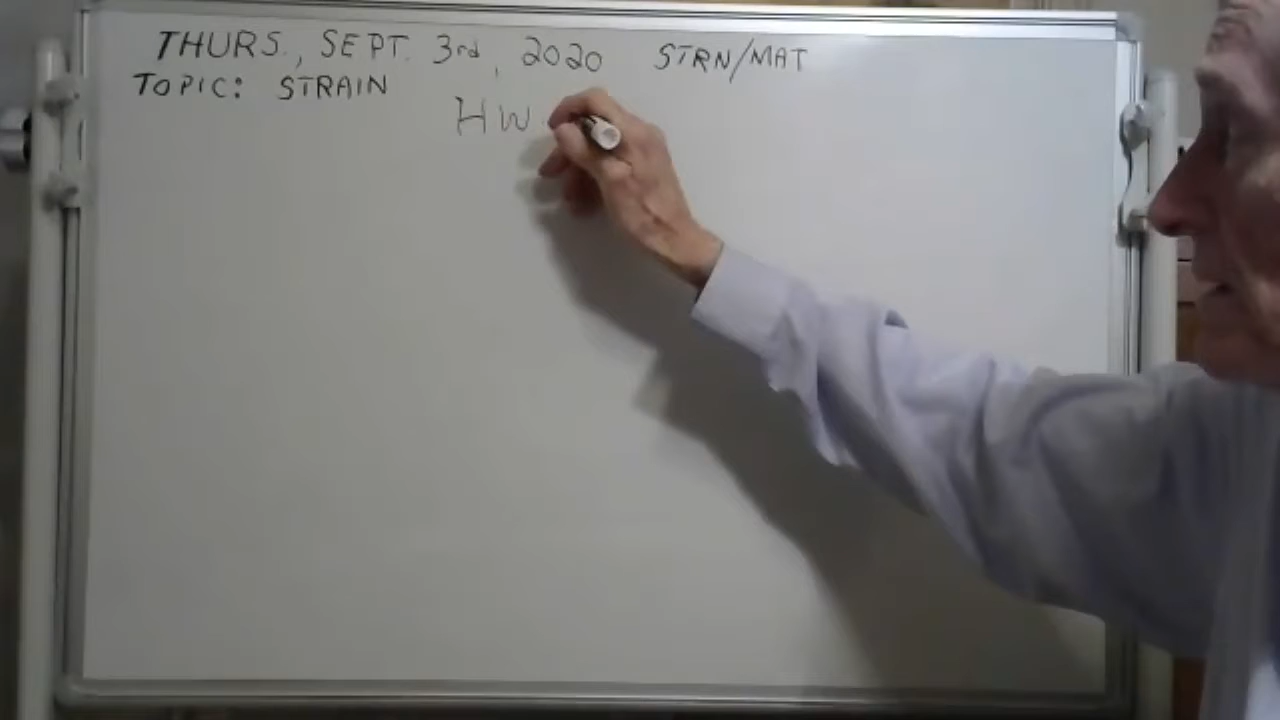 THURS., SEPT. 3rd, 2020 STRN/MAT
TOPIC: STRAIN
HW